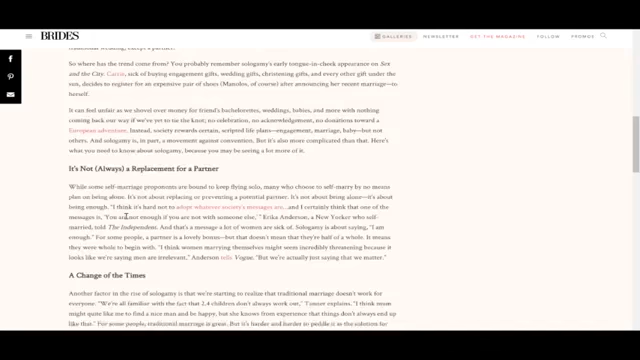 BRIDES
GALLERIES
NEWSLETTER
GET THE MAGAZINE
FOLLOW
PROMOS
So where has the trend come from? You probably remember sologamy's early tongue-in-cheek appearance on Sex
and the City. Carrie, sick of buying engagement gifts, wedding gifts, christening gifts, and every other gift under the
sun, decides to register for an expensive pair of shoes (Manolos, of course) after announcing her recent marriage—to
herself.
It can feel unfair as we shovel over money for friend's bachelorettes, weddings, babies, and more with nothing
coming back our way if we've yet to tie the knot; no celebration, no acknowledgment, no donations toward a
European adventure. Instead, society rewards certain, scripted life plans—engagement, marriage, baby—but not
others. And sologamy is, in part, a movement against convention. But it's also more complicated than that. Here's
what you need to know about sologamy, because you may be seeing a lot more of it.
It's Not (Always) a Replacement for a Partner
While some self-marriage proponents are bound to keep flying solo, many who choose to self-marry by no means
plan on being alone. It's not about replacing or preventing a potential partner. It's not about being alone—it's about
being enough. "I think it's hard not to adopt whatever society's messages are...and I certainly think that one of the
messages is, 'You are not enough if you are not with someone else,' " Erika Anderson, a New Yorker who self-
married, told The Independent. And that's a message a lot of women are sick of. Sologamy is about saying, "I am
enough." For some people, a partner is a lovely bonus—but that doesn't mean that they're half of a whole. It means
they were whole to begin with. "I think women marrying themselves might seem incredibly threatening because it
looks like we're saying men are irrelevant," Anderson tells Vogue. "But we're actually just saying that we matter."
A Change of the Times
Another factor in the rise of sologamy is that we're starting to realize that traditional marriage doesn't work for
everyone. "We're all familiar with the fact that 2.4 children don't always work out," Tanner explains. "I think mum
might quite like me to find a nice man and be happy, but she knows from experience that things don't always end up
like that." For some people, traditional marriage is great. But it's harder and harder to peddle it as the solution for